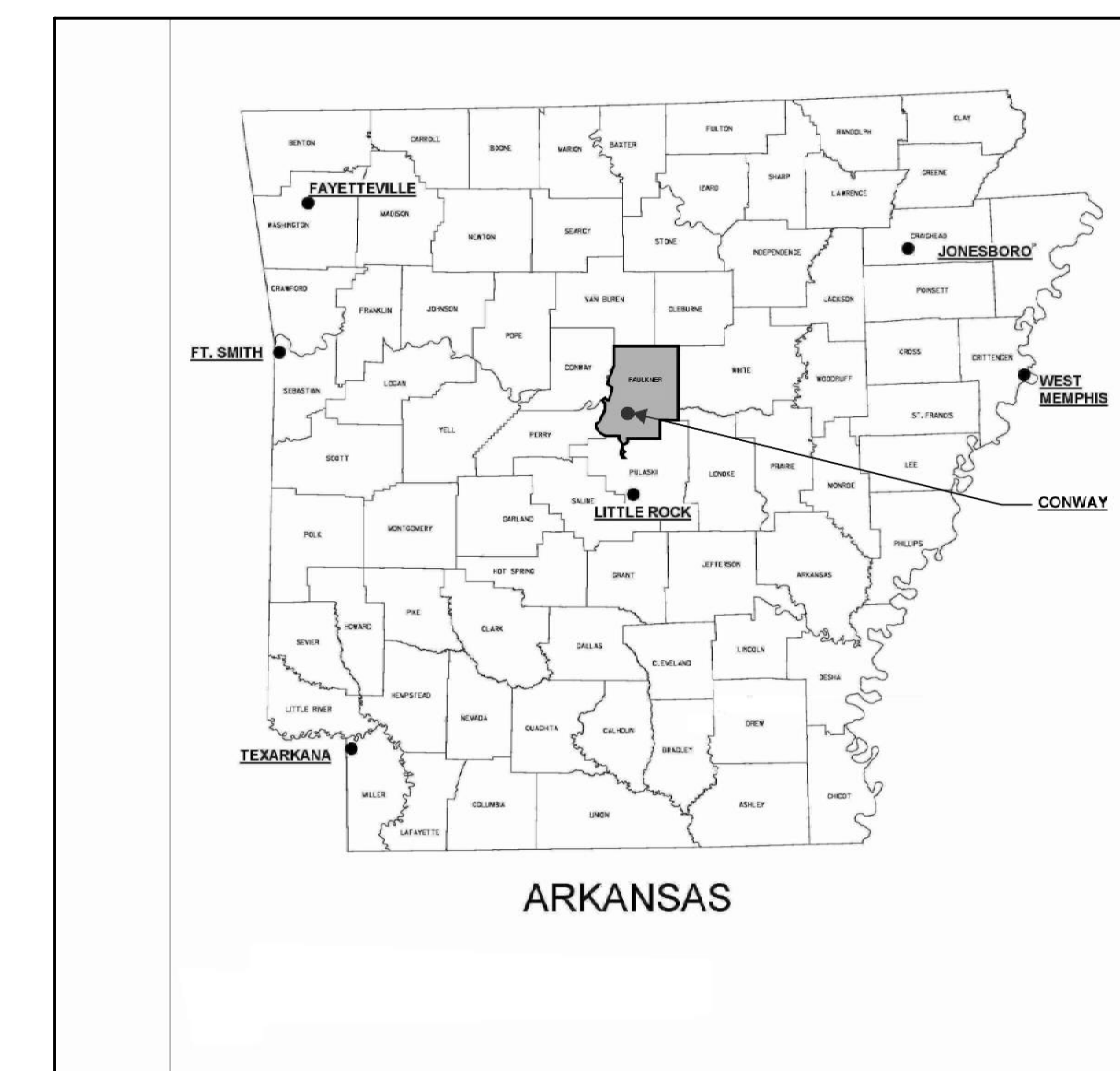 CLAY
FULTON
RANDOLPH
CARROLL
BENTON
BAXTER
BOONE
MARION
GREENE
SHARP
IZARD
FAYETTEVILLE
LAWRENCE
MADISON
WASHINGTON
SEARCY
CRAIGHEAD
NEWTON
STONE
JONESBORO
INDEPENDENCE
CRAWFORD
POINSETT
VAN BUREN
JACKSON
FRANKLIN
JOHNSON
CLEBURNE
POPE
FT. SMITH
CROSS
CRITTENDEN
CONWAY
WHITE
FAULKNER
WOODRUFF
WEST
MEMPHIS
LOGAN
SEBASTIAN
ST. FRANCIS
YELL
PERRY
SCOTT
LEE
PRAIRIE
PULASKI
LONOKE
MONROE
SALINE
CONWAY
LITTLE ROCK
GARLAND
MONTGOMERY
POLK
PHILLIPS
JEFFERSON
HOT SPRING
GRANT
ARKANSAS
PIKE
HOWARD
CLARK
SEVIER
DALLAS
LINCOLN
CLEVELAND
DESHA
HEMPSTEAD
LITTLE RIVER
NEVADA
DREW
OUACHITA
CALHOUN
BRADLEY
TEXARKANA
MILLER
CHICOT
COLUMBIA
ASHLEY
UNION
LAFAYETTE
ARKANSAS